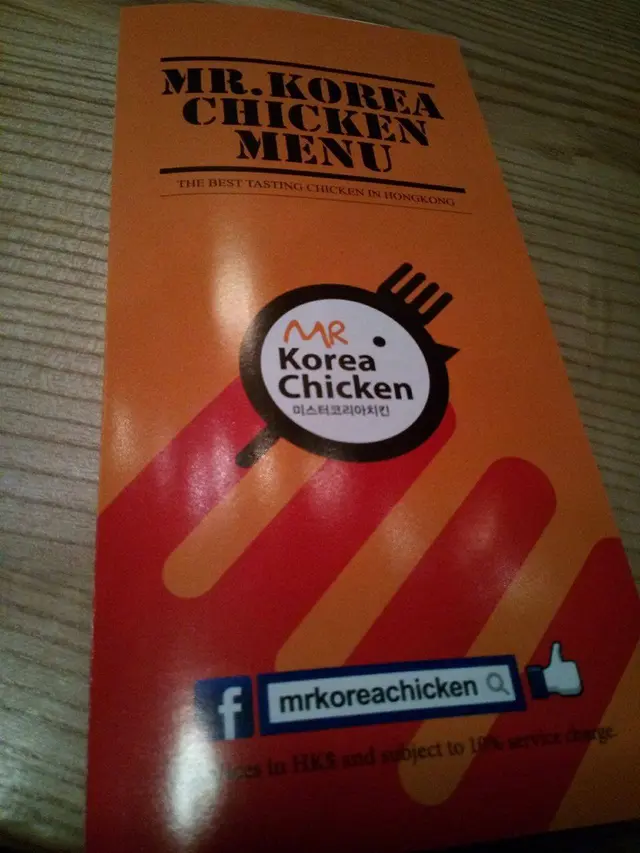 MR. KOREA
CHICKEN
MENU
THE BEST TASTING CHICKEN IN HONGKONG
MR
Korea
Chicken
미스터코리아치킨
f
mrkoreachicken
in HK$ and subject to 10% service charge.